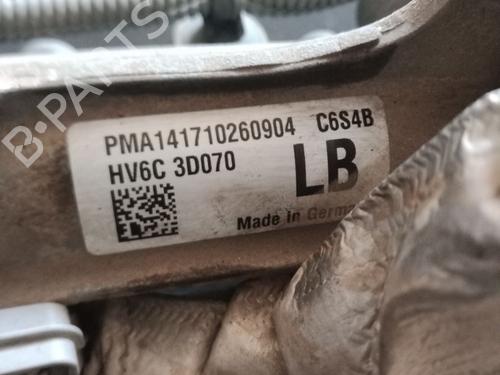 B-PARTS
PMA141710260904 C6S4B
HV6C 3D070
LB
Made in Germ